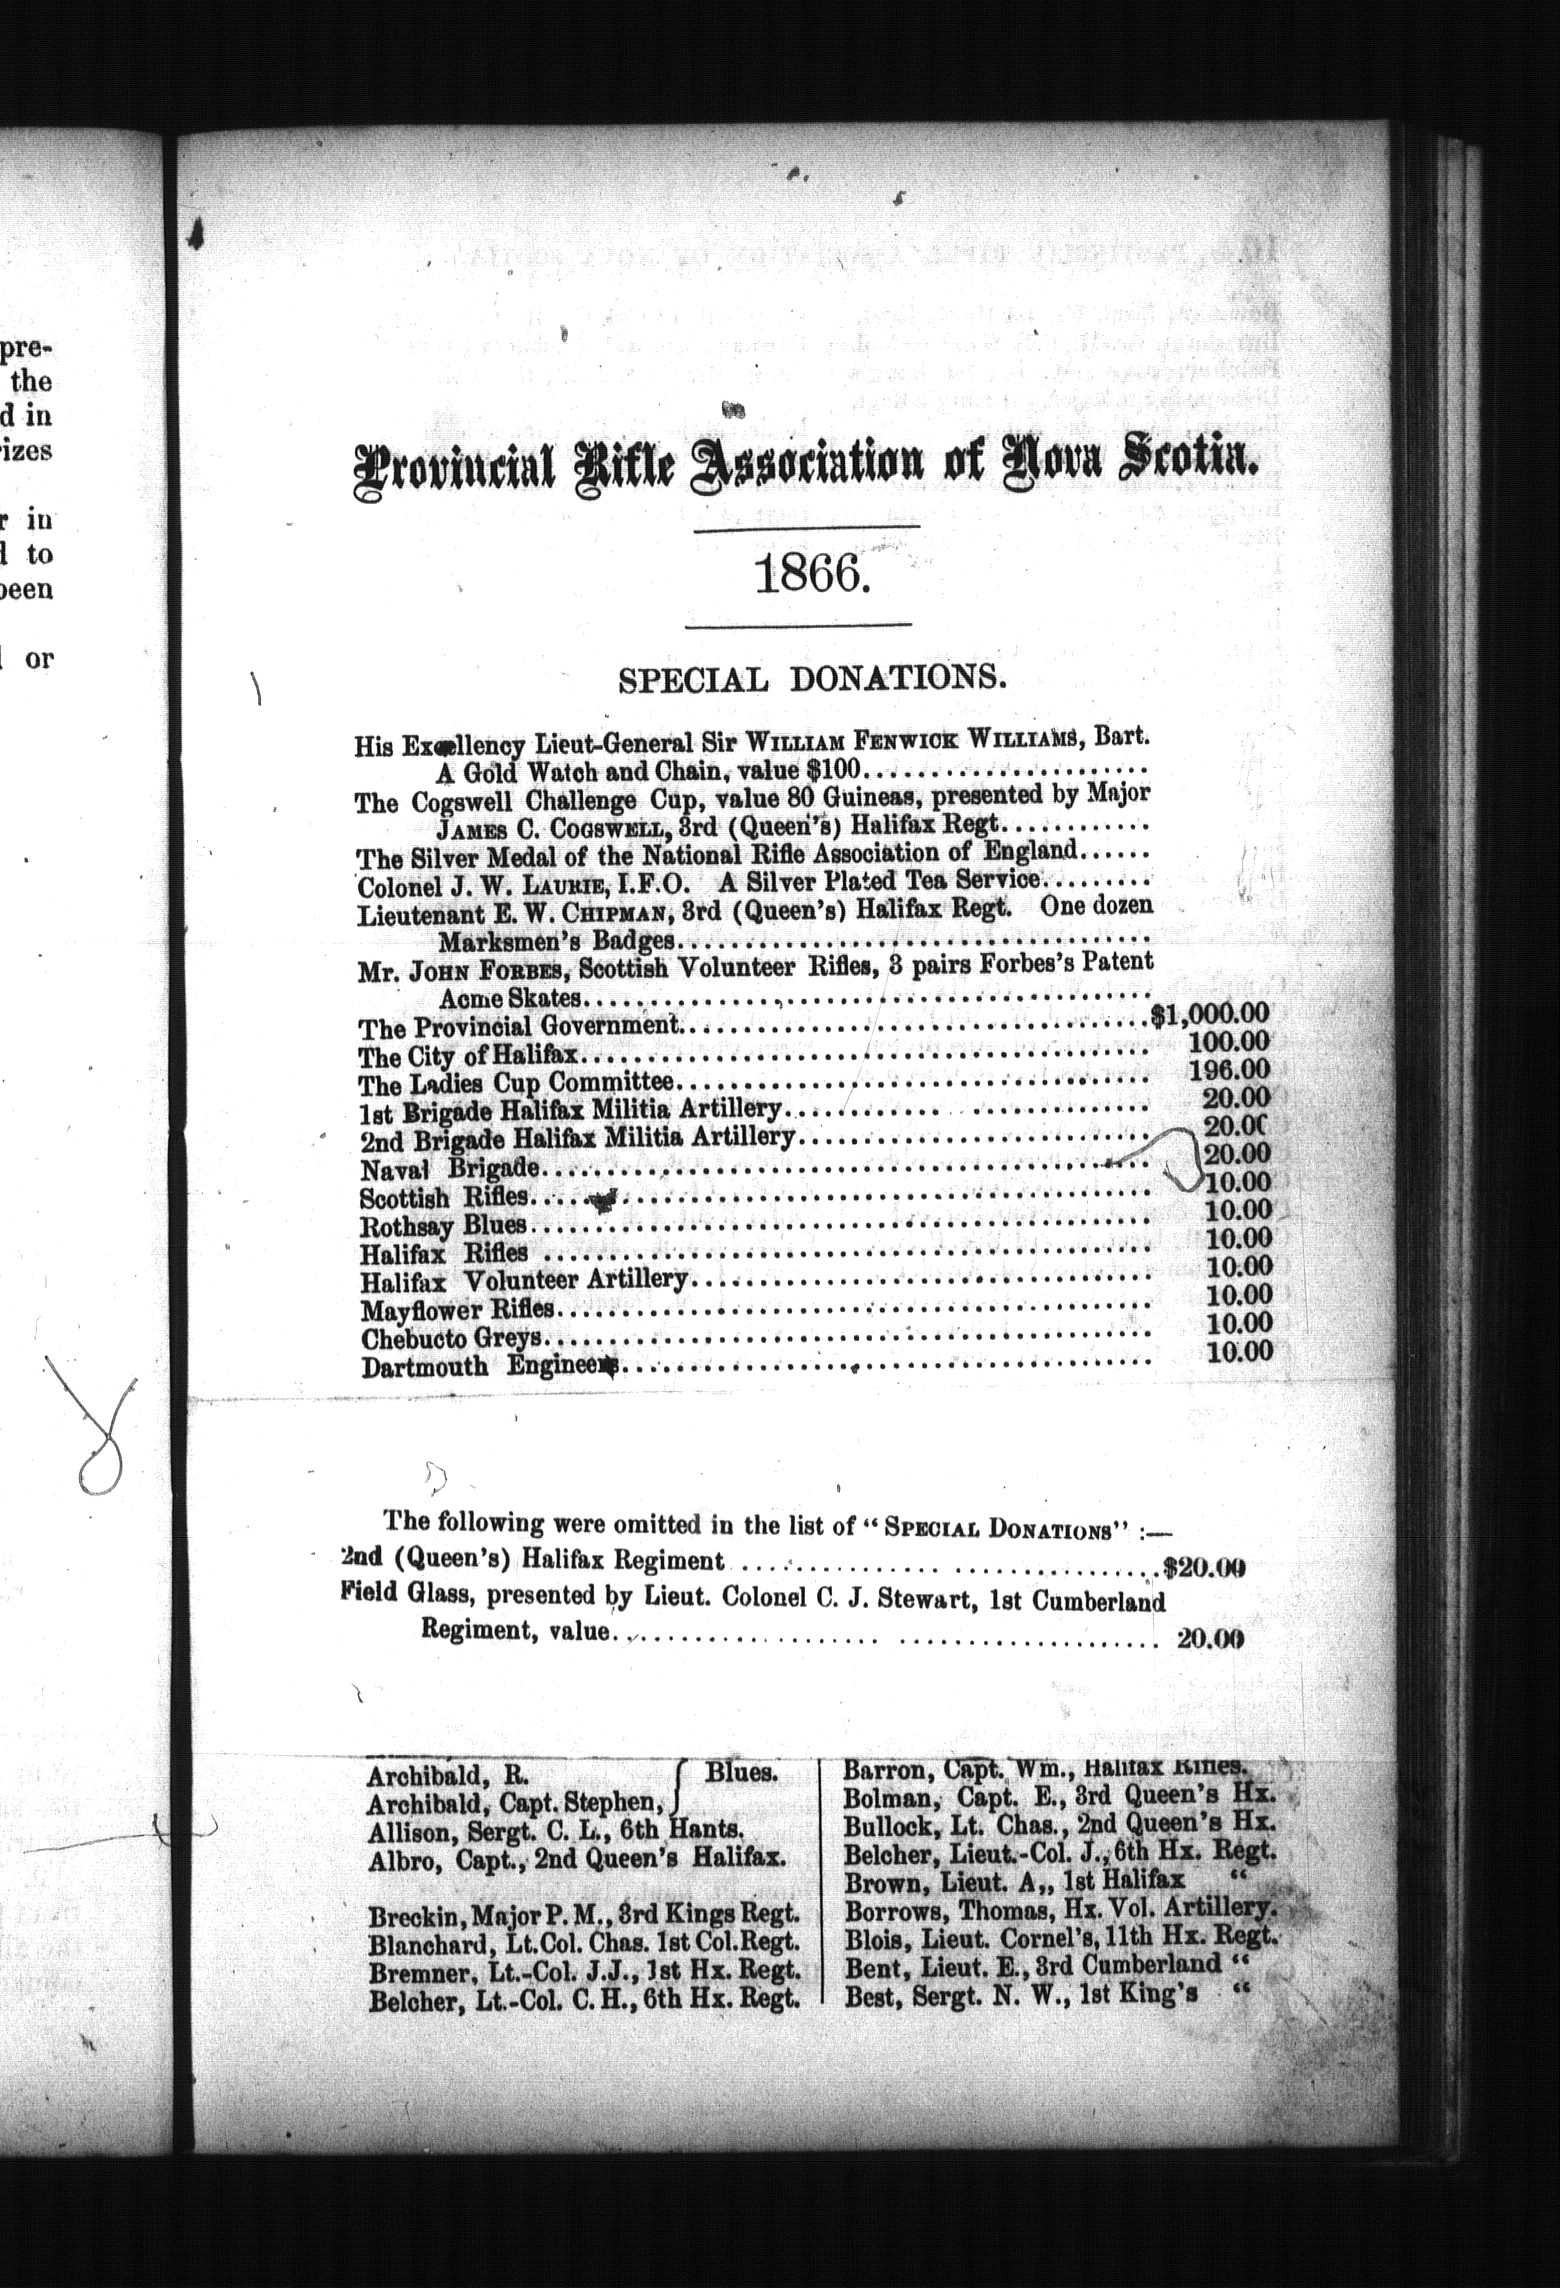 pre-
the
d in
rizes
r in
d to
been
or
Provincial Rifle Association of Nova Scotia.
1866.
SPECIAL DONATIONS.
His Excellency Lieut-General Sir WILLIAM FENWICK WILLIAMS, Bart.
A Gold Watch and Chain, value $100......................
The Cogswell Challenge Cup, value 80 Guineas, presented by Major
JAMES C. COGSWELL, 3rd (Queen's) Halifax Regt...........
The Silver Medal of the National Rifle Association of England......
Colonel J. W. LAURIE, I.F.O. A Silver Plated Tea Service.........
Lieutenant E. W. CHIPMAN, 3rd (Queen's) Halifax Regt. One dozen
Marksmen's Badges....................................
Mr. JOHN FORBES, Scottish Volunteer Rifles, 3 pairs Forbes's Patent
Acme Skates...........................................
The Provincial Government....................................$1,000.00
The City of Halifax........................................... 100.00
The Ladies Cup Committee.................................... 196.00
1st Brigade Halifax Militia Artillery............ .............. 20.00
2nd Brigade Halifax Militia Artillery........................... 20.00
Naval Brigade.............................................. 20.00
Scottish Rifles.............................................. 10.00
Rothsay Blues.............................................. 10.00
Halifax Rifles .............................................. 10.00
Halifax Volunteer Artillery................................... 10.00
Mayflower Rifles............................................. 10.00
Chebucto Greys.............................................. 10.00
Dartmouth Engineers........................................ 10.00
The following were omitted in the list of "SPECIAL DONATIONS" :—
2nd (Queen's) Halifax Regiment ............... ................$20.00
Field Glass, presented by Lieut. Colonel C. J. Stewart, 1st Cumberland
Regiment, value.................... .................... 20.00
Archibald, R. } Blues.
Archibald, Capt. Stephen,
Allison, Sergt. C. L., 6th Hants.
Albro, Capt., 2nd Queen's Halifax.
Breckin, Major P. M., 3rd Kings Regt.
Blanchard, Lt.Col. Chas. 1st Col.Regt.
Bremner, Lt.-Col. J.J., 1st Hx. Regt.
Belcher, Lt.-Col. C. H., 6th Hx. Regt.
Barron, Capt. Wm., Halifax Rifles.
Bolman, Capt. E., 3rd Queen's Hx.
Bullock, Lt. Chas., 2nd Queen's Hx.
Belcher, Lieut.-Col. J., 6th Hx. Regt.
Brown, Lieut. A,, 1st Halifax "
Borrows, Thomas, Hx. Vol. Artillery.
Blois, Lieut. Cornel's, 11th Hx. Regt.
Bent, Lieut. E., 3rd Cumberland "
Best, Sergt. N. W., 1st King's "